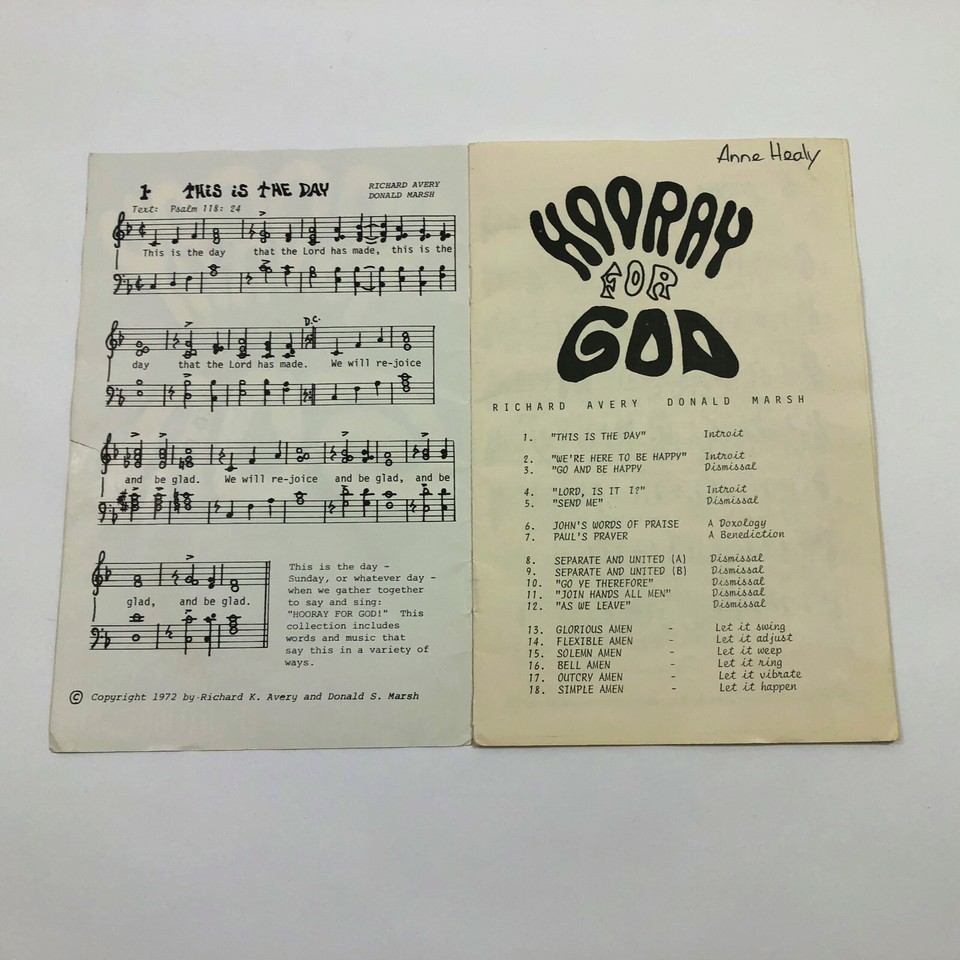 1 THIS IS THE DAY
RICHARD AVERY
DONALD MARSH
Text: Psalm 118: 24
This is the day that the Lord has made, this is the
D.C.
day that the Lord has made. We will re-joice
and be glad. We will re-joice and be glad, and be
glad, and be glad.
This is the day -
Sunday, or whatever day -
when we gather together
to say and sing:
"HOORAY FOR GOD!" This
collection includes
words and music that
say this in a variety of
ways.
© Copyright 1972 by Richard K. Avery and Donald S. Marsh
Anne Healy
HOORAY
FOR
GOD
RICHARD AVERY DONALD MARSH
1. "THIS IS THE DAY" Introit
2. "WE'RE HERE TO BE HAPPY" Introit
3. "GO AND BE HAPPY Dismissal
4. "LORD, IS IT I?" Introit
5. "SEND ME" Dismissal
6. JOHN'S WORDS OF PRAISE A Doxology
7. PAUL'S PRAYER A Benediction
8. SEPARATE AND UNITED (A) Dismissal
9. SEPARATE AND UNITED (B) Dismissal
10. "GO YE THEREFORE" Dismissal
11. "JOIN HANDS ALL MEN" Dismissal
12. "AS WE LEAVE" Dismissal
13. GLORIOUS AMEN - Let it swing
14. FLEXIBLE AMEN - Let it adjust
15. SOLEMN AMEN - Let it weep
16. BELL AMEN - Let it ring
17. OUTCRY AMEN - Let it vibrate
18. SIMPLE AMEN - Let it happen